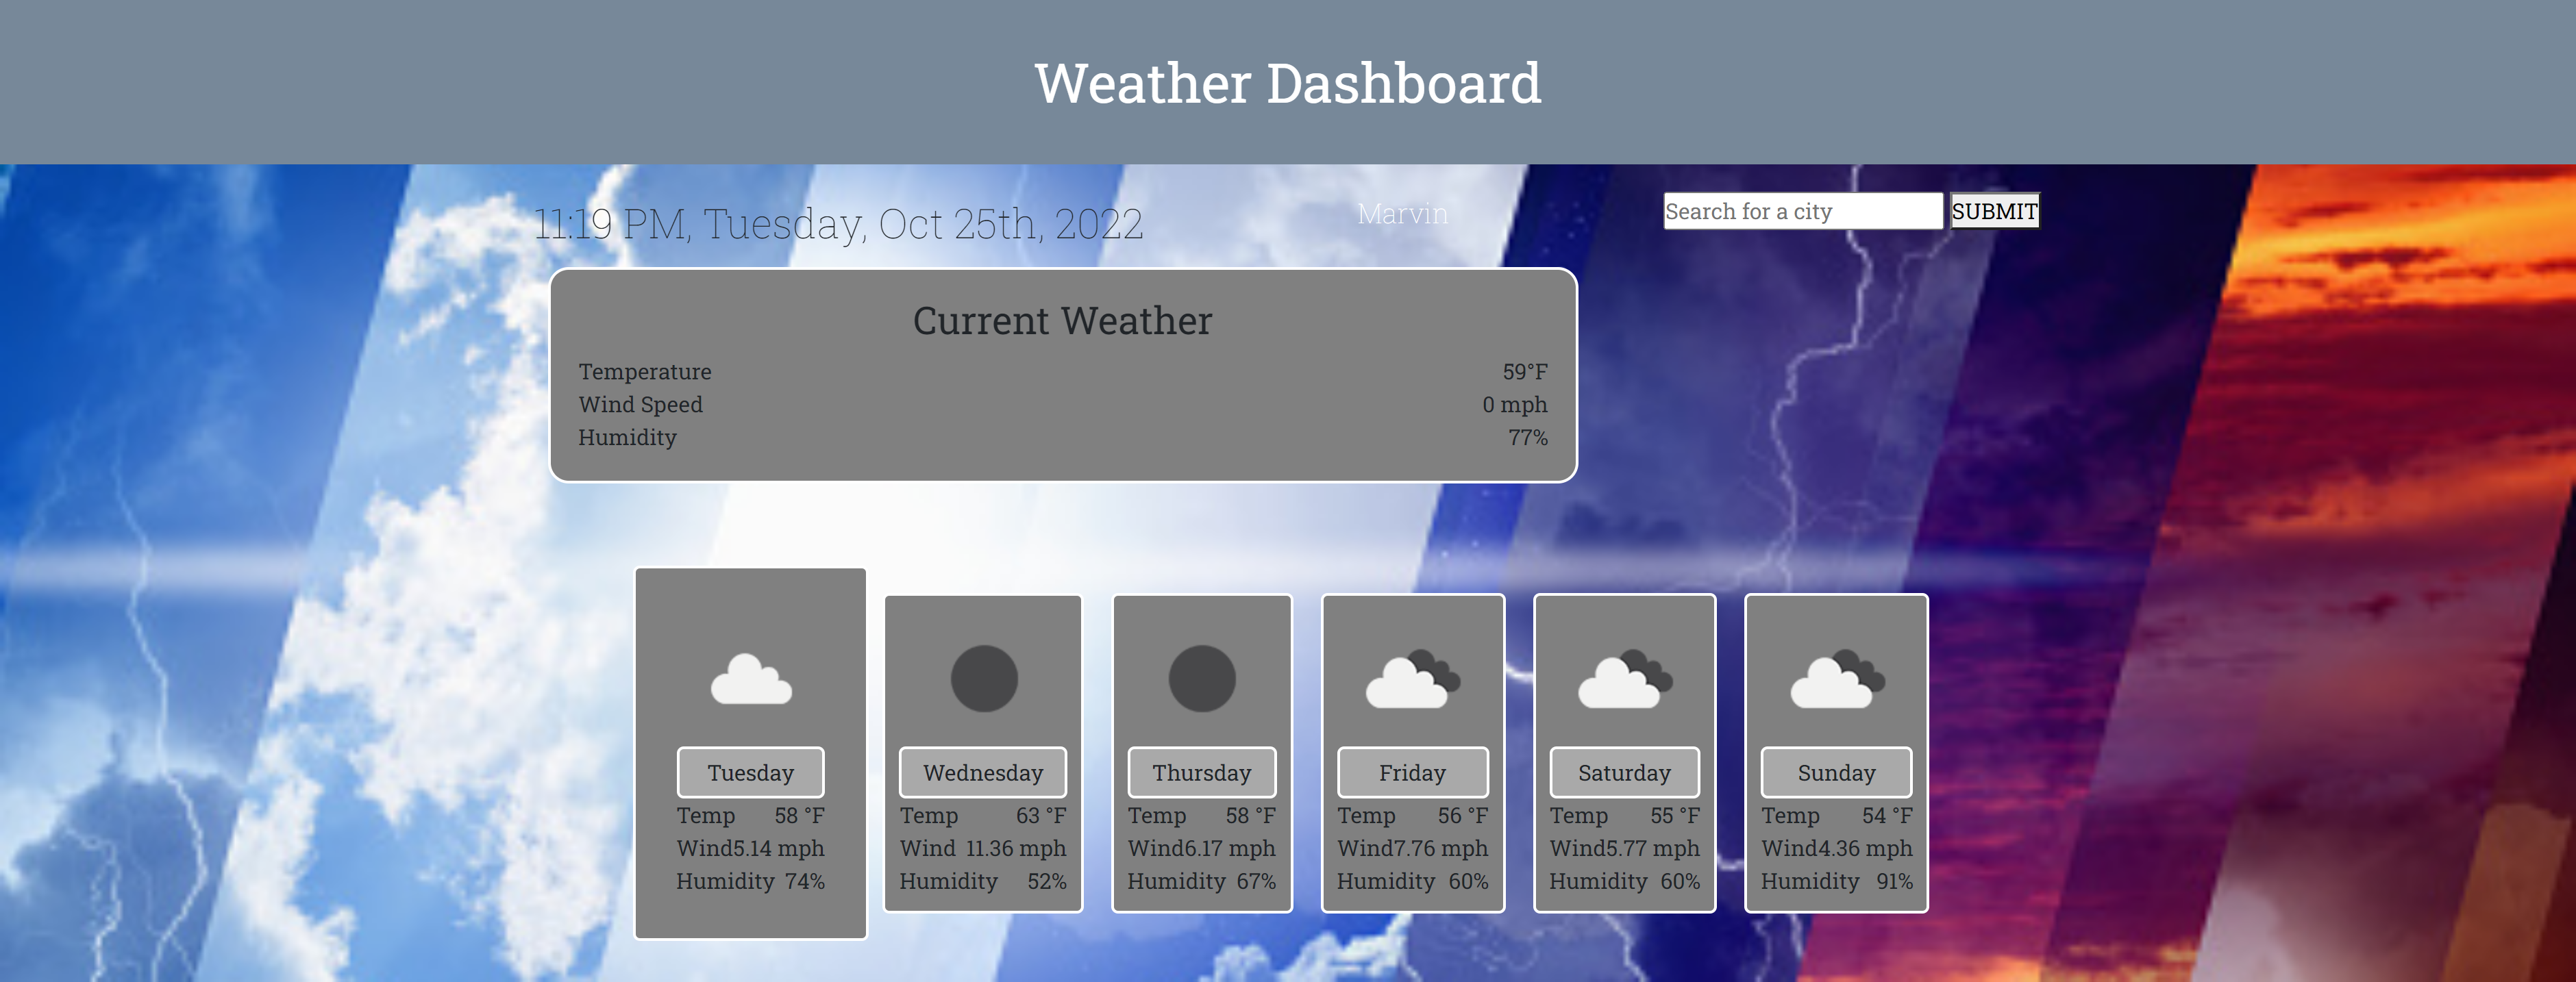 Weather Dashboard
11:19 PM, Tuesday, Oct 25th, 2022
Marvin
Search for a city
SUBMIT
Current Weather
Temperature 59°F
Wind Speed 0 mph
Humidity 77%
Tuesday
Temp 58 °F
Wind5.14 mph
Humidity 74%
Wednesday
Temp 63 °F
Wind 11.36 mph
Humidity 52%
Thursday
Temp 58 °F
Wind6.17 mph
Humidity 67%
Friday
Temp 56 °F
Wind7.76 mph
Humidity 60%
Saturday
Temp 55 °F
Wind5.77 mph
Humidity 60%
Sunday
Temp 54 °F
Wind4.36 mph
Humidity 91%